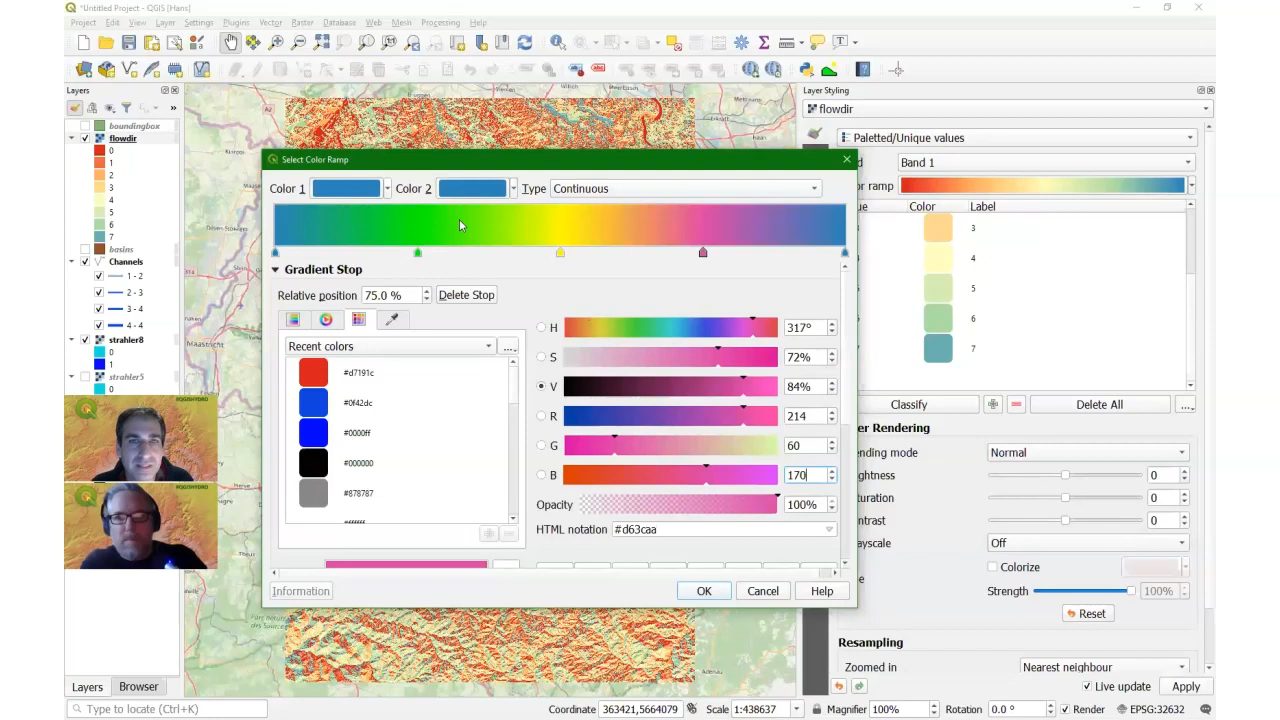 *Untitled Project - QGIS [Hans]
Project Edit View Layer Settings Plugins Vector Raster Database Web Mesh Processing Help
Layers
boundingbox
flowdir
0
1
2
3
4
5
6
7
basins
Channels
1 - 2
2 - 3
3 - 4
4 - 4
strahler8
0
1
strahler5
0
Layers Browser
Select Color Ramp
Color 1 Color 2 Type Continuous
Gradient Stop
Relative position 75.0 % Delete Stop
Recent colors
#d7191c
#0f42dc
#0000ff
#000000
#878787
H 317°
S 72%
V 84%
R 214
G 60
B 170
Opacity 100%
HTML notation #d63caa
Information OK Cancel Help
Layer Styling
flowdir
Paletted/Unique values
Band 1
Color Label
3
4
5
6
7
Classify Delete All ...
Normal
0
0
0
Off
Colorize
Strength 100%
Reset
Resampling
Zoomed in Nearest neighbour
Live update Apply
Type to locate (Ctrl+K) Coordinate 363421,5664079 Scale 1:438637 Magnifier 100% Rotation 0.0 ° Render EPSG:32632
Maastricht
Adenau